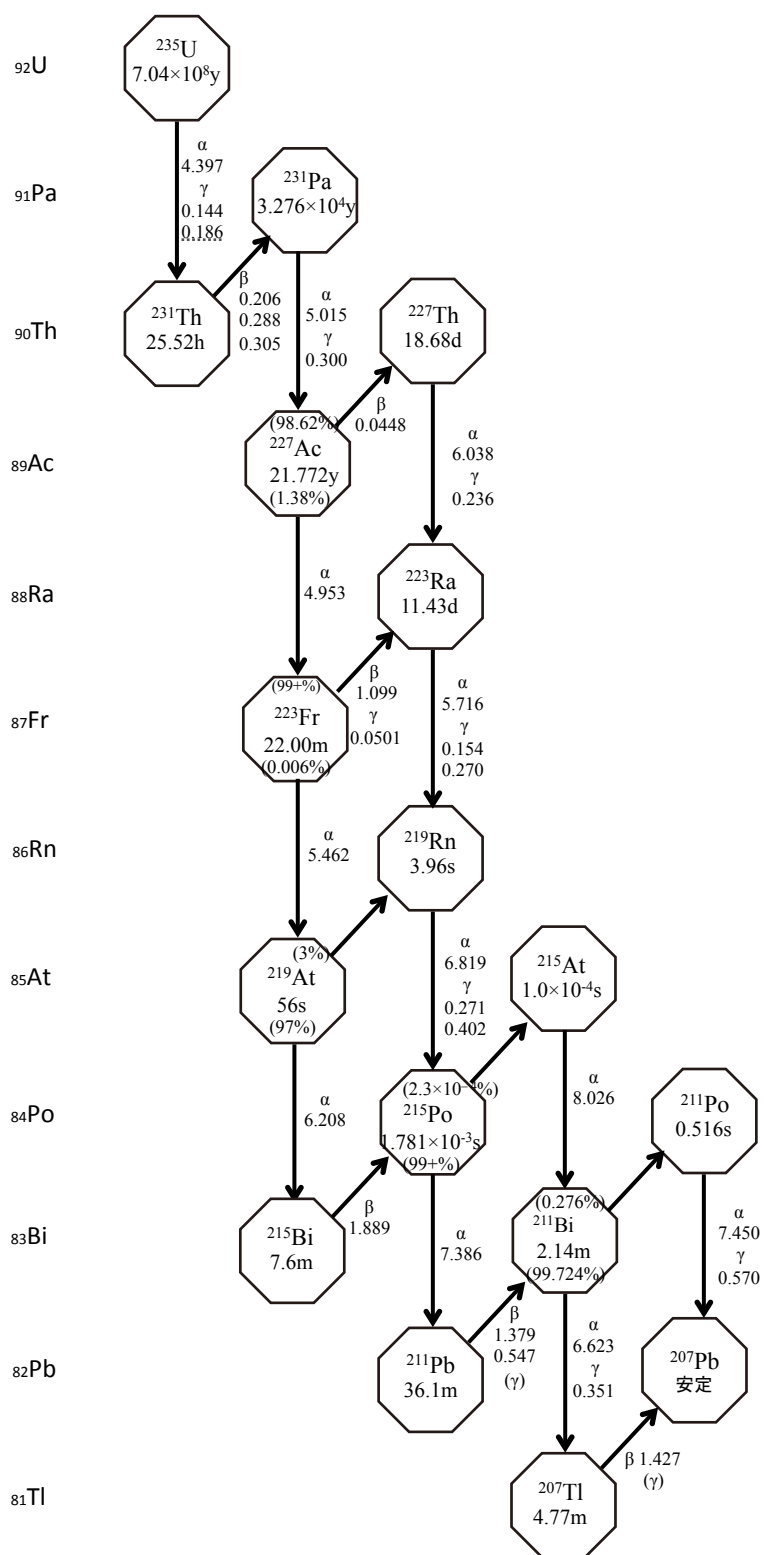 ₉₂U
²³⁵U
7.04×10⁸y
α
4.397
γ
0.144
0.186
₉₁Pa
²³¹Pa
3.276×10⁴y
₉₀Th
²³¹Th
25.52h
β
0.206
0.288
0.305
α
5.015
γ
0.300
²²⁷Th
18.68d
₈₉Ac
(98.62%)
²²⁷Ac
21.772y
(1.38%)
β
0.0448
α
6.038
γ
0.236
₈₈Ra
α
4.953
²²³Ra
11.43d
₈₇Fr
(99+%)
²²³Fr
22.00m
(0.006%)
β
1.099
γ
0.0501
α
5.716
γ
0.154
0.270
₈₆Rn
α
5.462
²¹⁹Rn
3.96s
₈₅At
(3%)
²¹⁹At
56s
(97%)
α
6.819
γ
0.271
0.402
²¹⁵At
1.0×10⁻⁴s
₈₄Po
α
6.208
(2.3×10⁻⁴%)
²¹⁵Po
1.781×10⁻³s
(99+%)
α
8.026
²¹¹Po
0.516s
₈₃Bi
²¹⁵Bi
7.6m
β
1.889
α
7.386
(0.276%)
²¹¹Bi
2.14m
(99.724%)
α
7.450
γ
0.570
₈₂Pb
²¹¹Pb
36.1m
β
1.379
0.547
(γ)
α
6.623
γ
0.351
²⁰⁷Pb
安定
₈₁Tl
²⁰⁷Tl
4.77m
β 1.427
(γ)